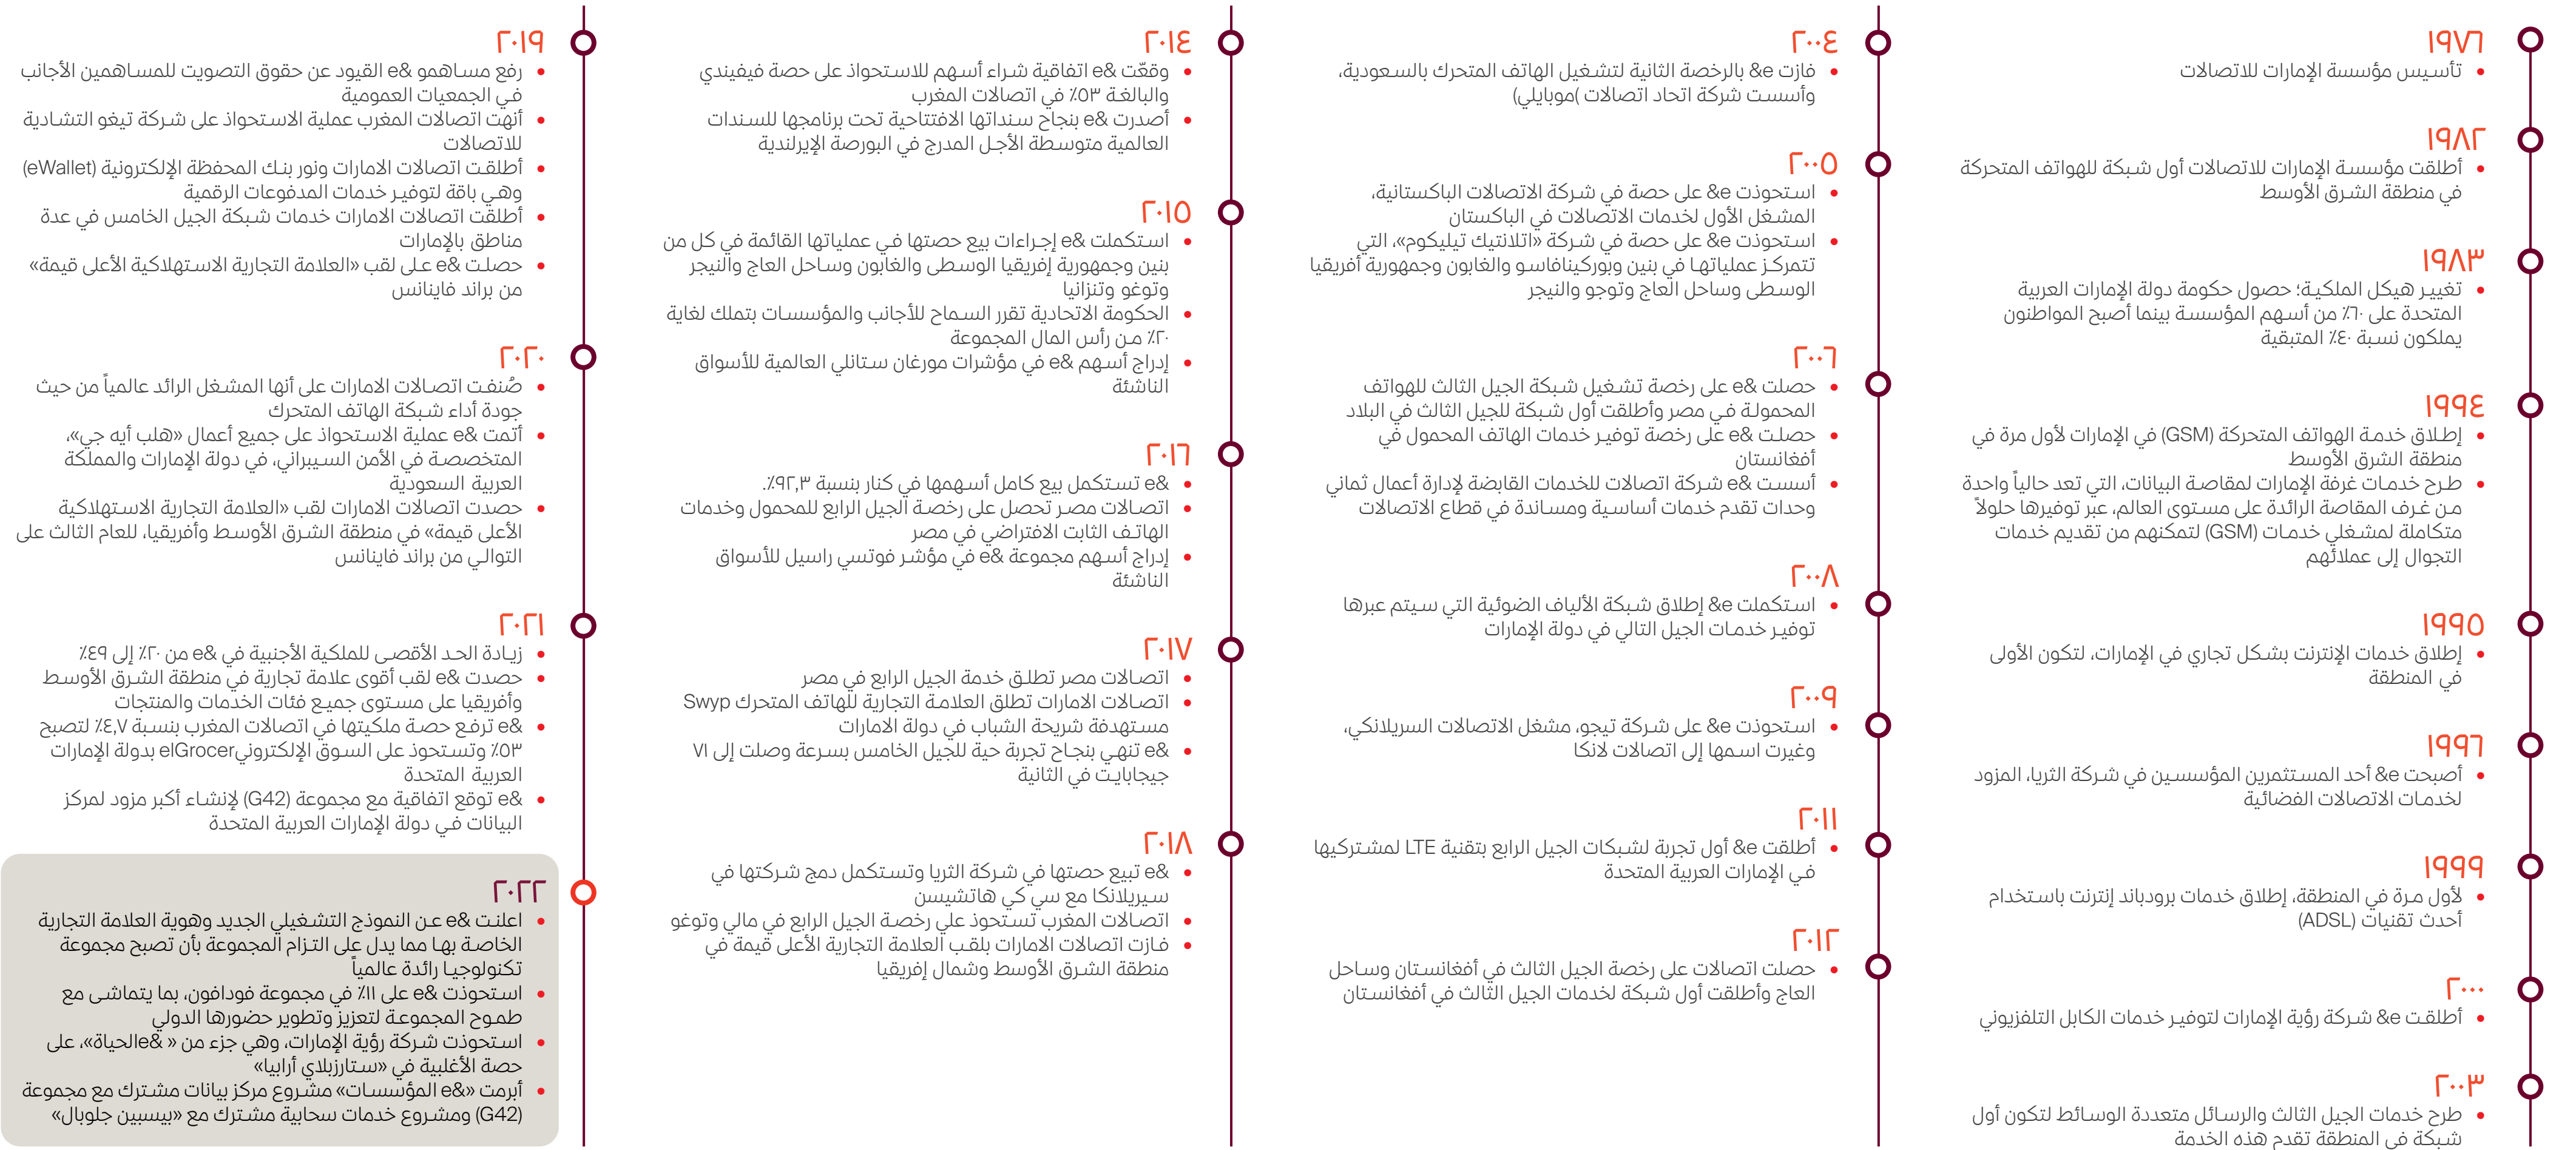 ١٩٧٦
• تأسيس مؤسسة الإمارات للاتصالات
١٩٨٢
• أطلقت مؤسسة الإمارات للاتصالات أول شبكة للهواتف المتحركة
في منطقة الشرق الأوسط
١٩٨٣
• تغيير هيكل الملكية؛ حصول حكومة دولة الإمارات العربية
المتحدة على ٦٠٪ من أسهم المؤسسة بينما أصبح المواطنون
يملكون نسبة ٤٠٪ المتبقية
١٩٩٤
• إطلاق خدمة الهواتف المتحركة (GSM) في الإمارات لأول مرة في
منطقة الشرق الأوسط
• طرح خدمات غرفة الإمارات لمقاصة البيانات، التي تعد حالياً واحدة
من غرف المقاصة الرائدة على مستوى العالم، عبر توفيرها حلولاً
متكاملة لمشغلي خدمات (GSM) لتمكنهم من تقديم خدمات
التجوال إلى عملائهم
١٩٩٥
• إطلاق خدمات الإنترنت بشكل تجاري في الإمارات، لتكون الأولى
في المنطقة
١٩٩٦
• أصبحت e& أحد المستثمرين المؤسسين في شركة الثريا، المزود
لخدمات الاتصالات الفضائية
١٩٩٩
• لأول مرة في المنطقة، إطلاق خدمات برودباند إنترنت باستخدام
أحدث تقنيات (ADSL)
٢٠٠٠
• أطلقت e& شركة رؤية الإمارات لتوفير خدمات الكابل التلفزيوني
٢٠٠٣
• طرح خدمات الجيل الثالث والرسائل متعددة الوسائط لتكون أول
شبكة في المنطقة تقدم هذه الخدمة
٢٠٠٤
• فازت e& بالرخصة الثانية لتشغيل الهاتف المتحرك بالسعودية،
وأسست شركة اتحاد اتصالات )موبايلي)
٢٠٠٥
• استحوذت e& على حصة في شركة الاتصالات الباكستانية،
المشغل الأول لخدمات الاتصالات في الباكستان
• استحوذت e& على حصة في شركة «اتلانتيك تيليكوم»، التي
تتمركز عملياتها في بنين وبوركينافاسو والغابون وجمهورية أفريقيا
الوسطى وساحل العاج وتوجو والنيجر
٢٠٠٦
• حصلت e& على رخصة تشغيل شبكة الجيل الثالث للهواتف
المحمولة في مصر وأطلقت أول شبكة للجيل الثالث في البلاد
• حصلت e& على رخصة توفير خدمات الهاتف المحمول في
أفغانستان
• أسست e& شركة اتصالات للخدمات القابضة لإدارة أعمال ثماني
وحدات تقدم خدمات أساسية ومساندة في قطاع الاتصالات
٢٠٠٨
• استكملت e& إطلاق شبكة الألياف الضوئية التي سيتم عبرها
توفير خدمات الجيل التالي في دولة الإمارات
٢٠٠٩
• استحوذت e& على شركة تيجو، مشغل الاتصالات السريلانكي،
وغيرت اسمها إلى اتصالات لانكا
٢٠١١
• أطلقت e& أول تجربة لشبكات الجيل الرابع بتقنية LTE لمشتركيها
في الإمارات العربية المتحدة
٢٠١٢
• حصلت اتصالات على رخصة الجيل الثالث في أفغانستان وساحل
العاج وأطلقت أول شبكة لخدمات الجيل الثالث في أفغانستان
٢٠١٤
• وقعّت e& اتفاقية شراء أسهم للاستحواذ على حصة فيفيندي
والبالغة ٥٣٪ في اتصالات المغرب
• أصدرت e& بنجاح سنداتها الافتتاحية تحت برنامجها للسندات
العالمية متوسطة الأجل المدرج في البورصة الإيرلندية
٢٠١٥
• استكملت e& إجراءات بيع حصتها في عملياتها القائمة في كل من
بنين وجمهورية إفريقيا الوسطى والغابون وساحل العاج والنيجر
وتوغو وتنزانيا
• الحكومة الاتحادية تقرر السماح للأجانب والمؤسسات بتملك لغاية
٢٠٪ من رأس المال المجموعة
• إدراج أسهم e& في مؤشرات مورغان ستانلي العالمية للأسواق
الناشئة
٢٠١٦
• e& تستكمل بيع كامل أسهمها في كنار بنسبة ٩٢,٣٪.
• اتصالات مصر تحصل على رخصة الجيل الرابع للمحمول وخدمات
الهاتف الثابت الافتراضي في مصر
• إدراج أسهم مجموعة e& في مؤشر فوتسي راسيل للأسواق
الناشئة
٢٠١٧
• اتصالات مصر تطلق خدمة الجيل الرابع في مصر
• اتصالات الامارات تطلق العلامة التجارية للهاتف المتحرك Swyp
مستهدفة شريحة الشباب في دولة الامارات
• e& تنهي بنجاح تجربة حية للجيل الخامس بسرعة وصلت إلى ٧١
جيجابايت في الثانية
٢٠١٨
• e& تبيع حصتها في شركة الثريا وتستكمل دمج شركتها في
سيريلانكا مع سي كي هاتشيسن
• اتصالات المغرب تستحوذ علي رخصة الجيل الرابع في مالي وتوغو
• فازت اتصالات الامارات بلقب العلامة التجارية الأعلى قيمة في
منطقة الشرق الأوسط وشمال إفريقيا
٢٠١٩
• رفع مساهمو e& القيود عن حقوق التصويت للمساهمين الأجانب
في الجمعيات العمومية
• أنهت اتصالات المغرب عملية الاستحواذ على شركة تيغو التشادية
للاتصالات
• أطلقت اتصالات الامارات ونور بنك المحفظة الإلكترونية (eWallet)
وهي باقة لتوفير خدمات المدفوعات الرقمية
• أطلقت اتصالات الامارات خدمات شبكة الجيل الخامس في عدة
مناطق بالإمارات
• حصلت e& على لقب «العلامة التجارية الاستهلاكية الأعلى قيمة»
من براند فاينانس
٢٠٢٠
• صُنفت اتصالات الامارات على أنها المشغل الرائد عالمياً من حيث
جودة أداء شبكة الهاتف المتحرك
• أتمت e& عملية الاستحواذ على جميع أعمال «هلب أيه جي»،
المتخصصة في الأمن السيبراني، في دولة الإمارات والمملكة
العربية السعودية
• حصدت اتصالات الامارات لقب «العلامة التجارية الاستهلاكية
الأعلى قيمة» في منطقة الشرق الأوسط وأفريقيا، للعام الثالث على
التوالي من براند فاينانس
٢٠٢١
• زيادة الحد الأقصى للملكية الأجنبية في e& من ٢٠٪ إلى ٤٩٪
• حصدت e& لقب أقوى علامة تجارية في منطقة الشرق الأوسط
وأفريقيا على مستوى جميع فئات الخدمات والمنتجات
• e& ترفع حصة ملكيتها في اتصالات المغرب بنسبة ٤,٧٪ لتصبح
٥٣٪ وتستحوذ على السوق الإلكتروني elGrocer بدولة الإمارات
العربية المتحدة
• e& توقع اتفاقية مع مجموعة (G42) لإنشاء أكبر مزود لمركز
البيانات في دولة الإمارات العربية المتحدة
٢٠٢٢
• اعلنت e& عن النموذج التشغيلي الجديد وهوية العلامة التجارية
الخاصة بها مما يدل على التزام المجموعة بأن تصبح مجموعة
تكنولوجيا رائدة عالمياً
• استحوذت e& على ١١٪ في مجموعة فودافون، بما يتماشى مع
طموح المجموعة لتعزيز وتطوير حضورها الدولي
• استحوذت شركة رؤية الإمارات، وهي جزء من « e&الحياة»، على
حصة الأغلبية في «ستارزبلاي أرابيا»
• أبرمت «e& المؤسسات» مشروع مركز بيانات مشترك مع مجموعة
(G42) ومشروع خدمات سحابية مشترك مع «بيسبين جلوبال»